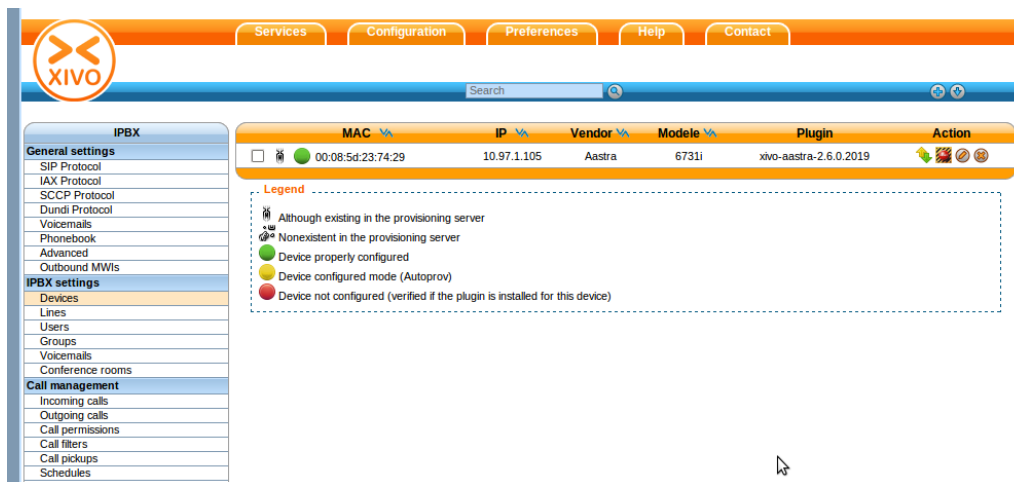 Services Configuration Preferences Help Contact
XIVO
Search
IPBX
General settings
SIP Protocol
IAX Protocol
SCCP Protocol
Dundi Protocol
Voicemails
Phonebook
Advanced
Outbound MWIs
IPBX settings
Devices
Lines
Users
Groups
Voicemails
Conference rooms
Call management
Incoming calls
Outgoing calls
Call permissions
Call filters
Call pickups
Schedules
MAC IP Vendor Modele Plugin Action
00:08:5d:23:74:29 10.97.1.105 Aastra 6731i xivo-aastra-2.6.0.2019
Legend
Although existing in the provisioning server
Nonexistent in the provisioning server
Device properly configured
Device configured mode (Autoprov)
Device not configured (verified if the plugin is installed for this device)